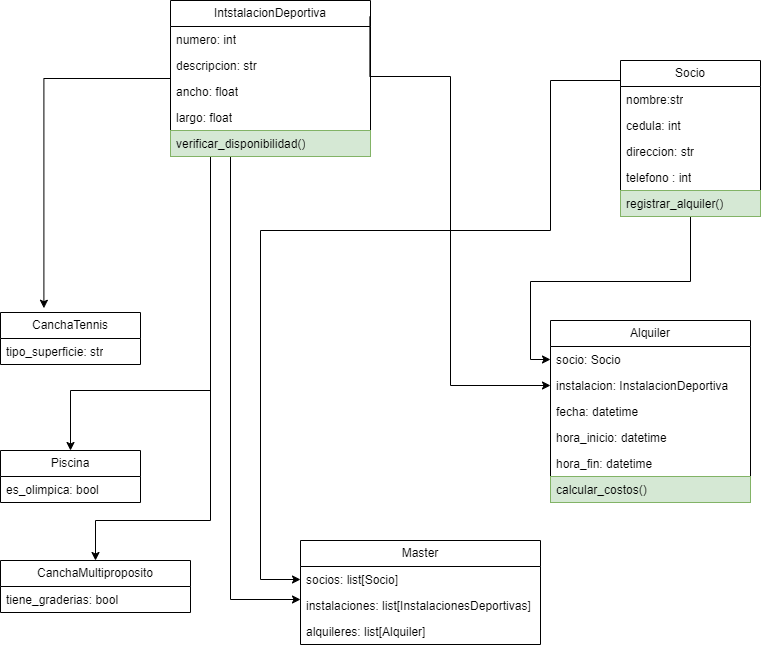 IntstalacionDeportiva
numero: int
descripcion: str
ancho: float
largo: float
verificar_disponibilidad()
Socio
nombre:str
cedula: int
direccion: str
telefono : int
registrar_alquiler()
CanchaTennis
tipo_superficie: str
Alquiler
socio: Socio
instalacion: InstalacionDeportiva
fecha: datetime
hora_inicio: datetime
hora_fin: datetime
calcular_costos()
Piscina
es_olimpica: bool
CanchaMultiproposito
tiene_graderias: bool
Master
socios: list[Socio]
instalaciones: list[InstalacionesDeportivas]
alquileres: list[Alquiler]